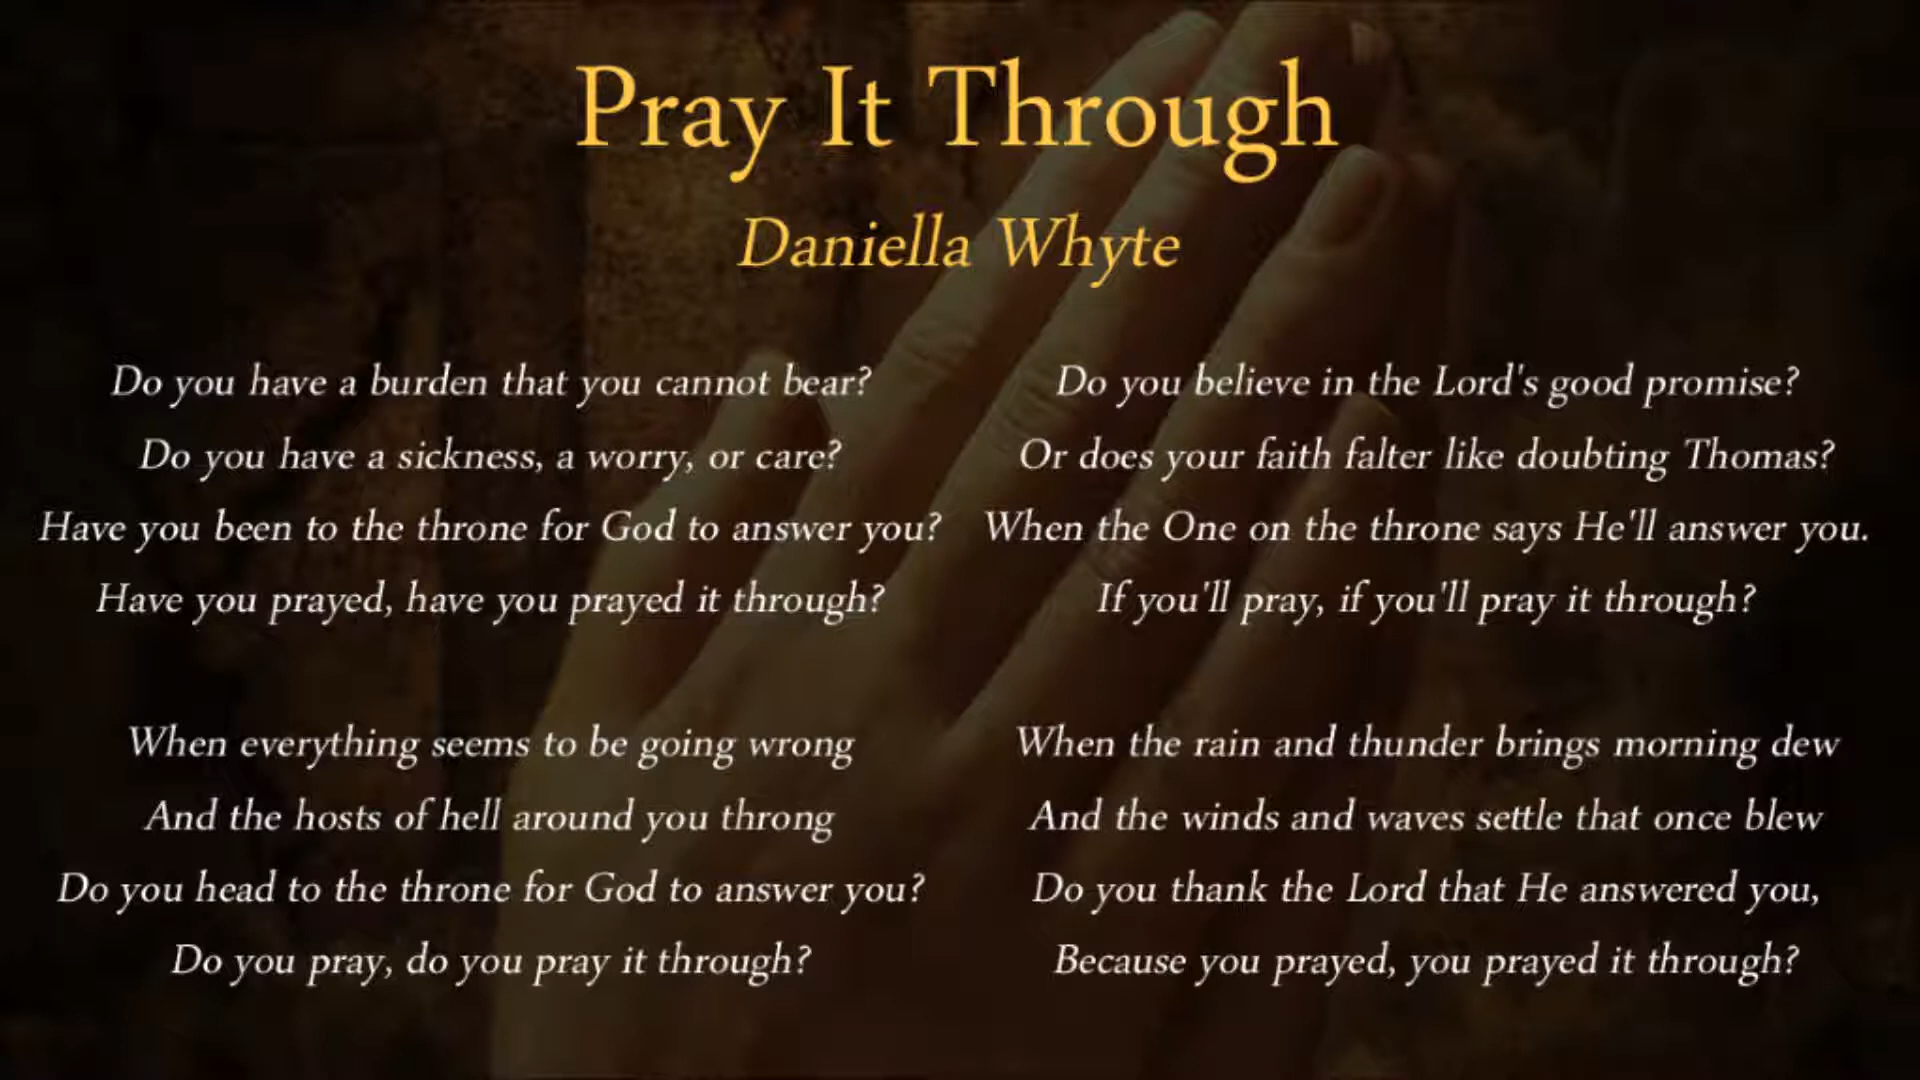 Pray It Through
Daniella Whyte
Do you have a burden that you cannot bear?
Do you have a sickness, a worry, or care?
Have you been to the throne for God to answer you?
Have you prayed, have you prayed it through?
When everything seems to be going wrong
And the hosts of hell around you throng
Do you head to the throne for God to answer you?
Do you pray, do you pray it through?
Do you believe in the Lord's good promise?
Or does your faith falter like doubting Thomas?
When the One on the throne says He'll answer you.
If you'll pray, if you'll pray it through?
When the rain and thunder brings morning dew
And the winds and waves settle that once blew
Do you thank the Lord that He answered you,
Because you prayed, you prayed it through?